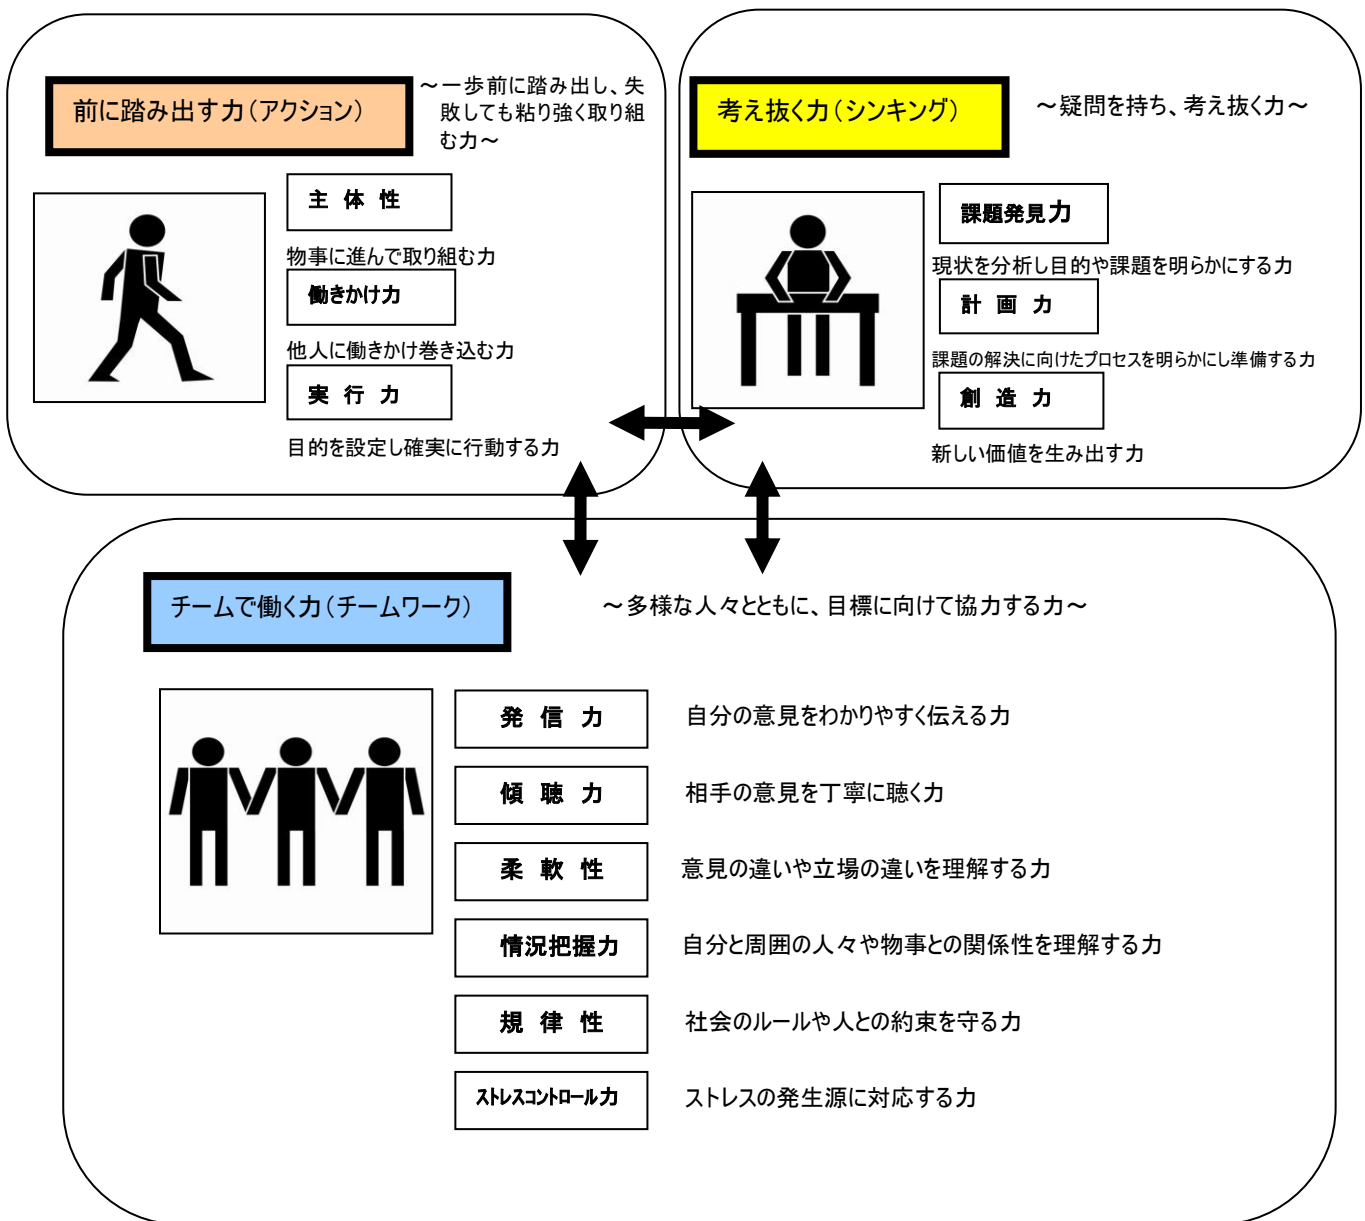 前に踏み出す力（アクション）
～一歩前に踏み出し、失
敗しても粘り強く取り組
む力～
主 体 性
物事に進んで取り組む力
働きかけ力
他人に働きかけ巻き込む力
実 行 力
目的を設定し確実に行動する力
考え抜く力（シンキング）
～疑問を持ち、考え抜く力～
課題発見力
現状を分析し目的や課題を明らかにする力
計 画 力
課題の解決に向けたプロセスを明らかにし準備する力
創 造 力
新しい価値を生み出す力
チームで働く力（チームワーク）
～多様な人々とともに、目標に向けて協力する力～
発 信 力
自分の意見をわかりやすく伝える力
傾 聴 力
相手の意見を丁寧に聴く力
柔 軟 性
意見の違いや立場の違いを理解する力
情況把握力
自分と周囲の人々や物事との関係性を理解する力
規 律 性
社会のルールや人との約束を守る力
ストレスコントロール力
ストレスの発生源に対応する力